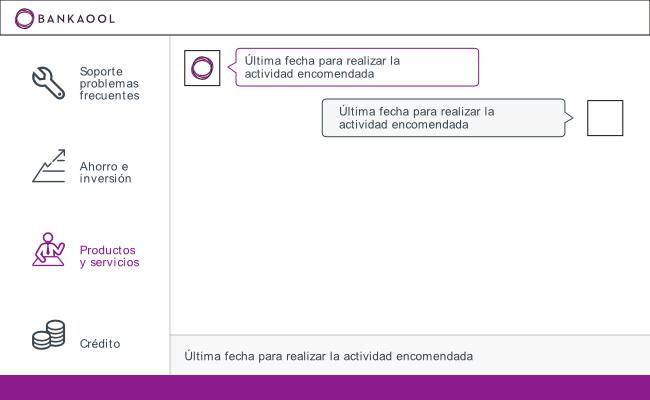 BANKAOOL
Soporte
problemas
frecuentes
Ahorro e
inversión
Productos
y servicios
Crédito
Última fecha para realizar la
actividad encomendada
Última fecha para realizar la
actividad encomendada
Última fecha para realizar la actividad encomendada